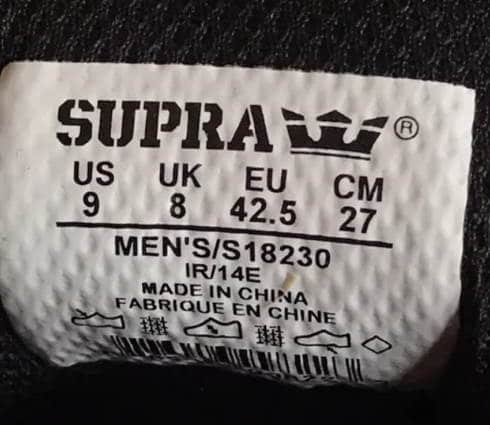 SUPRA ®
US UK EU CM
9 8 42.5 27
MEN'S/S18230
IR/14E
MADE IN CHINA
FABRIQUE EN CHINE